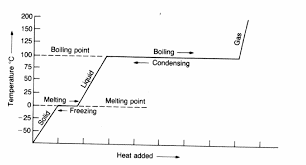 200
175
150
125
100
75
50
25
0
−25
−50
Temperature °C
Boiling point
Boiling
Condensing
Gas
Liquid
Melting
Melting point
Freezing
Solid
Heat added